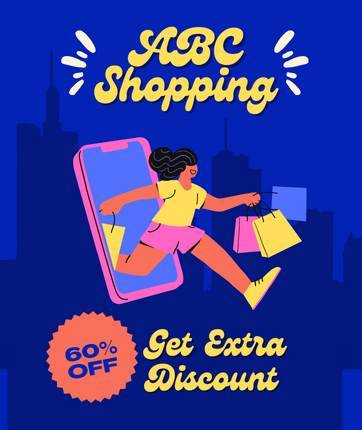 ABC
Shopping
60%
OFF
Get Extra
Discount